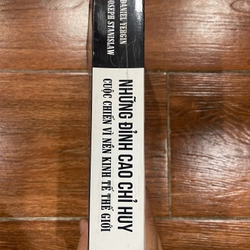 DANIEL YERGIN
JOSEPH STANISLAW
NHỮNG ĐỈNH CAO CHỈ HUY
CUỘC CHIẾN VÌ NỀN KINH TẾ THẾ GIỚI